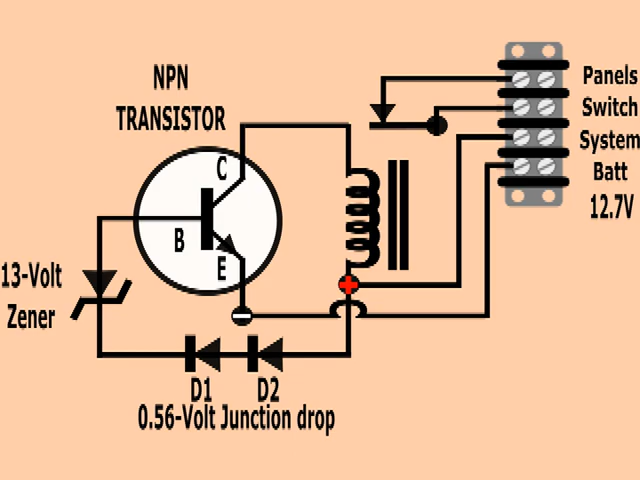 NPN
TRANSISTOR
C
B
E
13-Volt
Zener
D1 D2
0.56-Volt Junction drop
Panels
Switch
System
Batt
12.7V